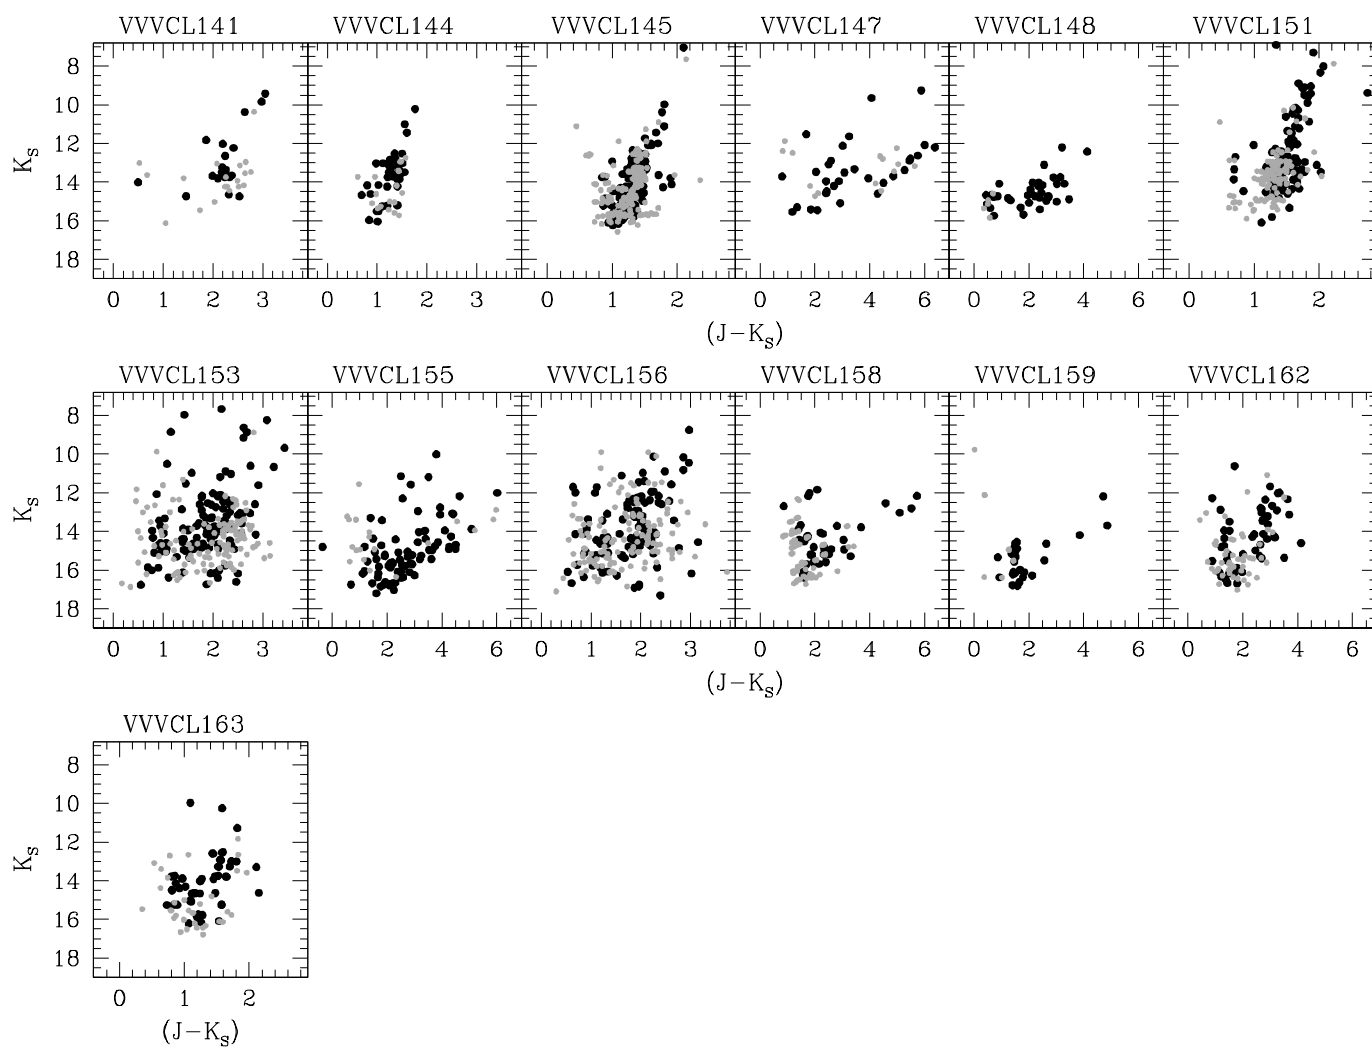 VVVCL141 VVVCL144 VVVCL145 VVVCL147 VVVCL148 VVVCL151
8
10
12
14
16
18
Ks
0 1 2 3 0 1 2 3 0 1 2 0 2 4 6 0 2 4 6 0 1 2
(J−Ks)
VVVCL153 VVVCL155 VVVCL156 VVVCL158 VVVCL159 VVVCL162
8
10
12
14
16
18
Ks
0 1 2 3 0 2 4 6 0 1 2 3 0 2 4 6 0 2 4 6 0 2 4 6
(J−Ks)
VVVCL163
8
10
12
14
16
18
Ks
0 1 2
(J−Ks)